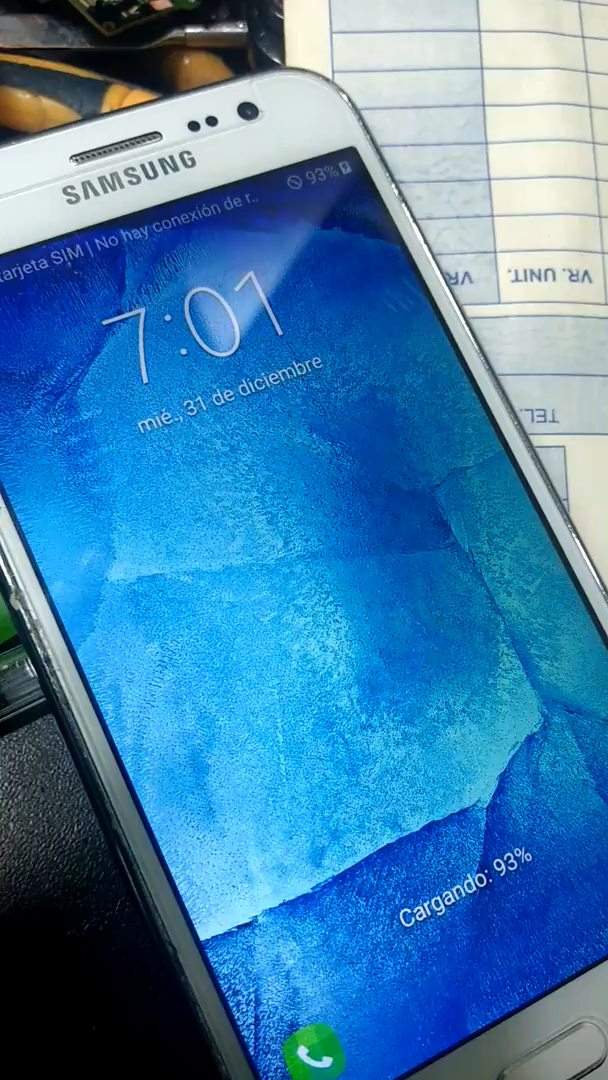 SAMSUNG
93%
tarjeta SIM | No hay conexión de r..
7:01
mié., 31 de diciembre
Cargando: 93%
VR. UNIT.
VR
TEL.